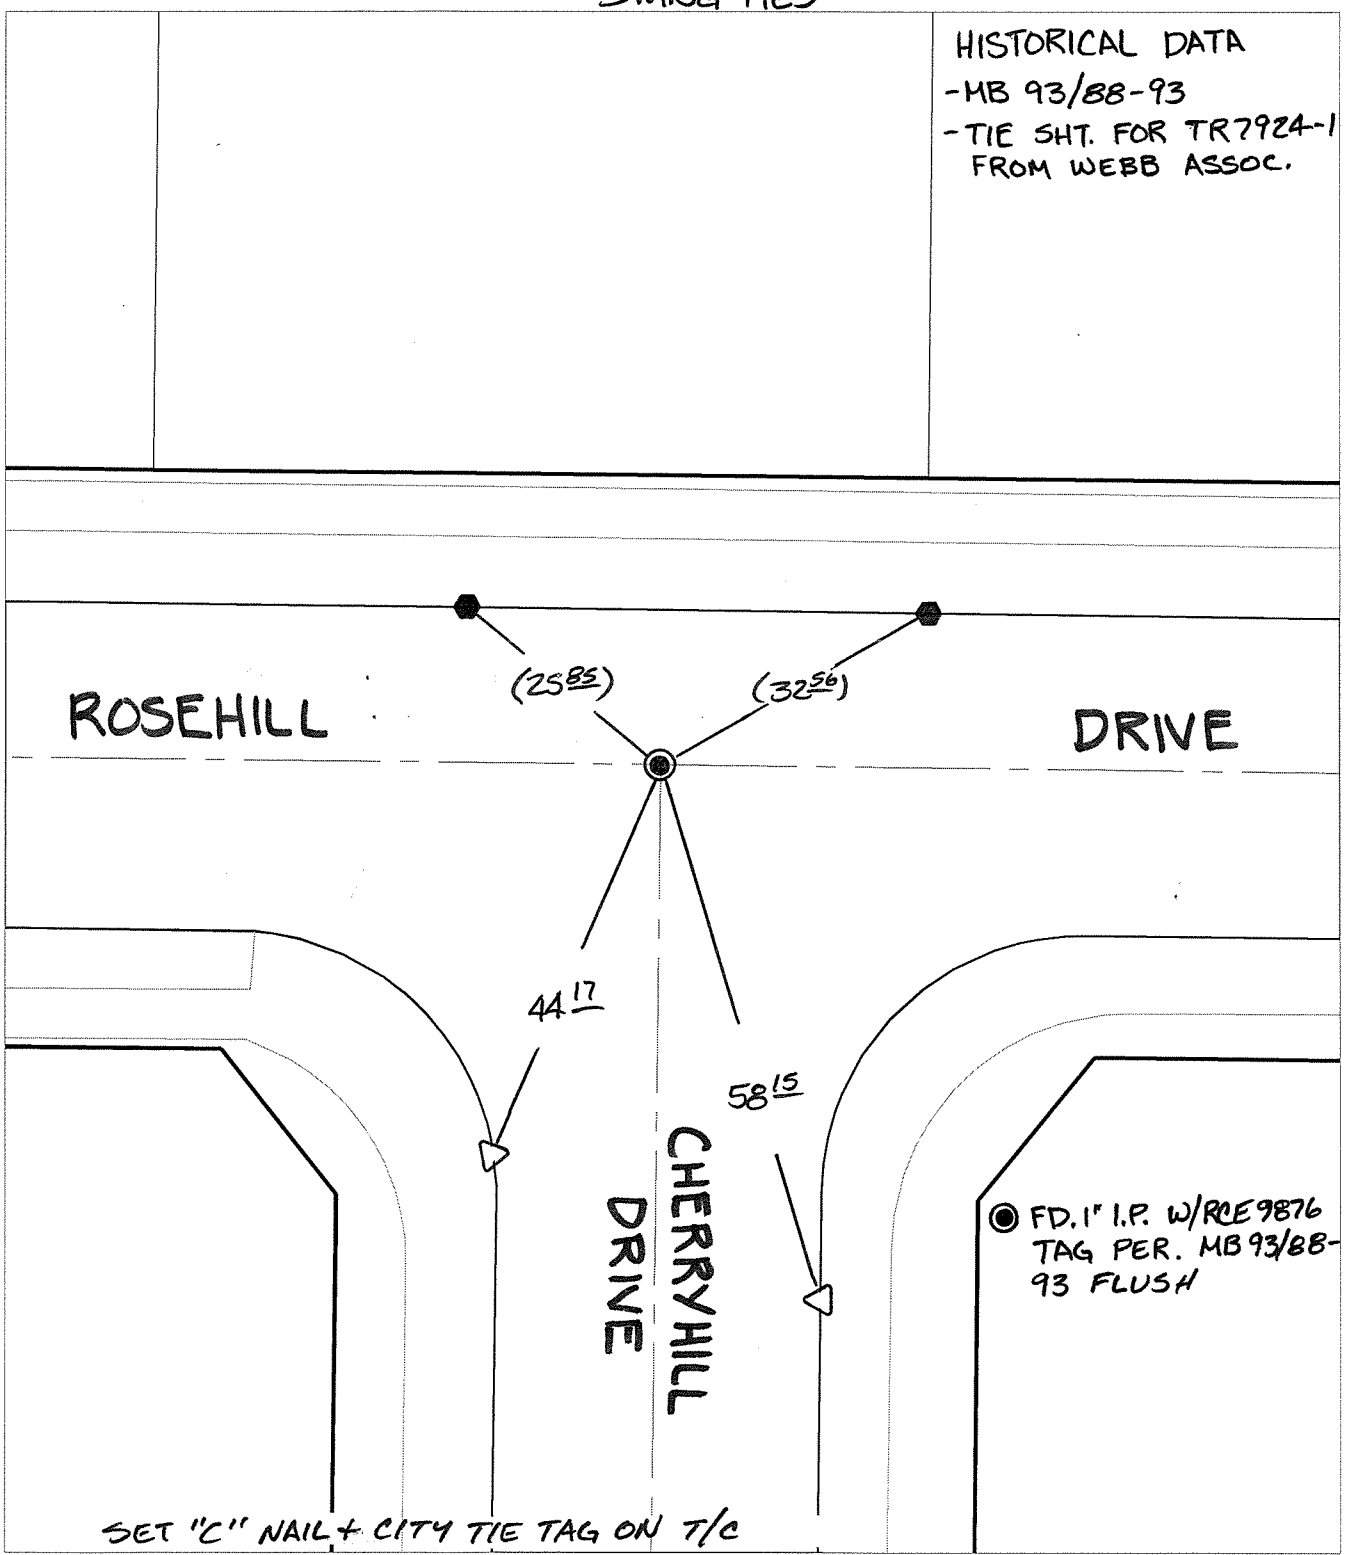 SWING TIES
HISTORICAL DATA
-MB 93/88-93
-TIE SHT. FOR TR7924-1
FROM WEBB ASSOC.
(25 85)
(32 56)
ROSEHILL DRIVE
44 17
58 15
CHERRYHILL
DRIVE
FD. 1" I.P. W/RCE 9876
TAG PER. MB 93/88-
93 FLUSH
SET "C" NAIL + CITY TIE TAG ON T/C